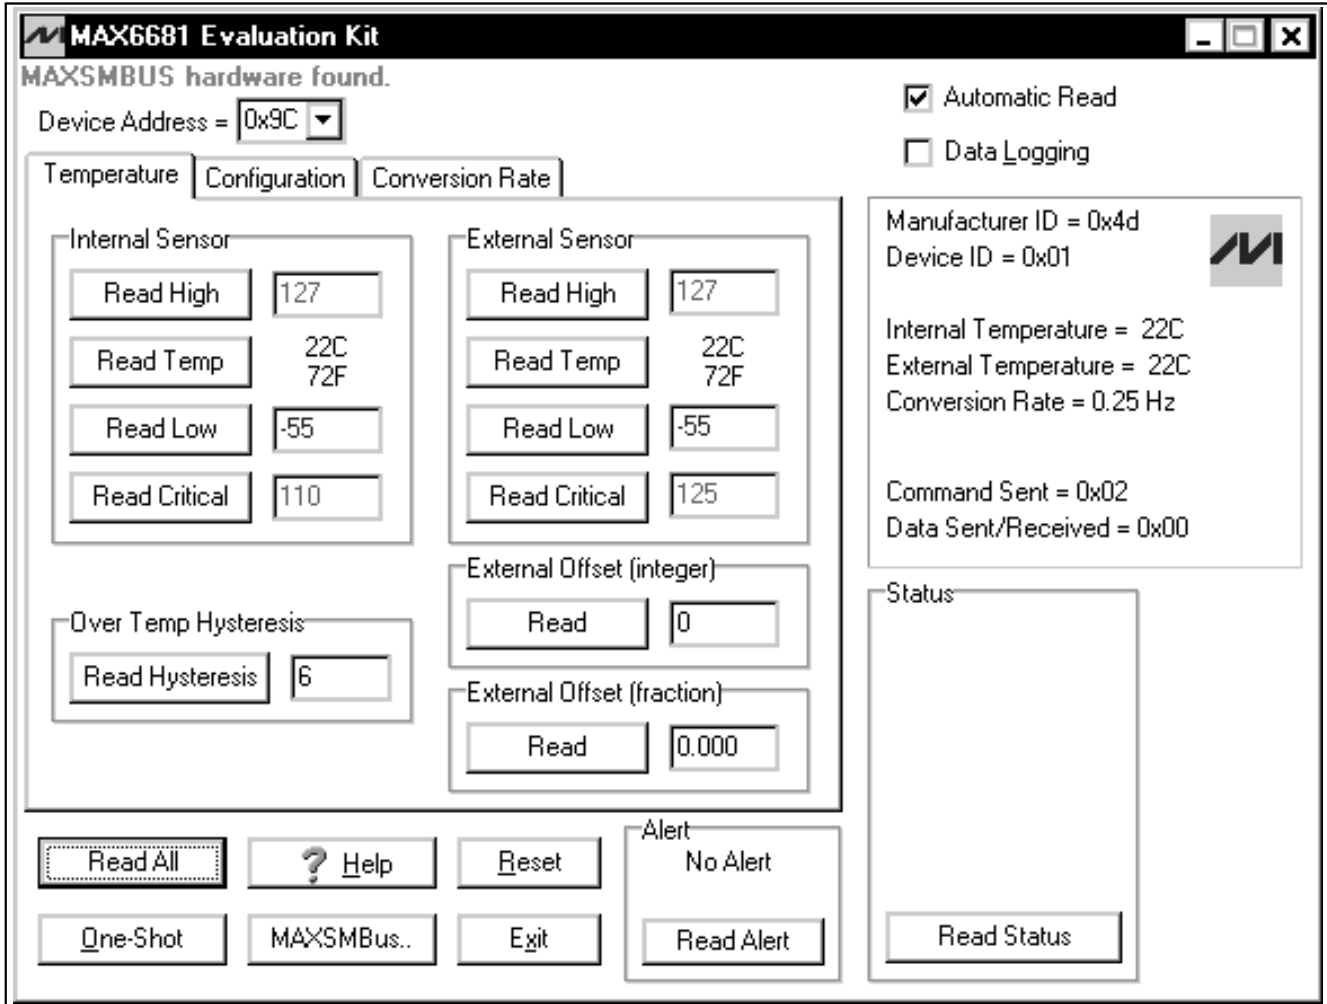 MAX6681 Evaluation Kit
MAXSMBUS hardware found.
Device Address = 0x9C
Automatic Read
Data Logging
Temperature
Configuration
Conversion Rate
Internal Sensor
Read High 127
Read Temp 22C
72F
Read Low -55
Read Critical 110
External Sensor
Read High 127
Read Temp 22C
72F
Read Low -55
Read Critical 125
Over Temp Hysteresis
Read Hysteresis 6
External Offset (integer)
Read 0
External Offset (fraction)
Read 0.000
Manufacturer ID = 0x4d
Device ID = 0x01
Internal Temperature = 22C
External Temperature = 22C
Conversion Rate = 0.25 Hz
Command Sent = 0x02
Data Sent/Received = 0x00
Status
Read Status
Read All
? Help
Reset
One-Shot
MAXSMBus..
Exit
Alert
No Alert
Read Alert